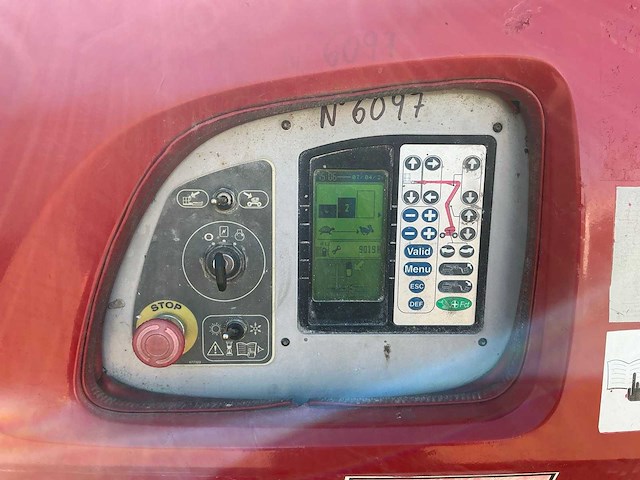 6097
N°6097
STOP
Valid
Menu
ESC
DEF